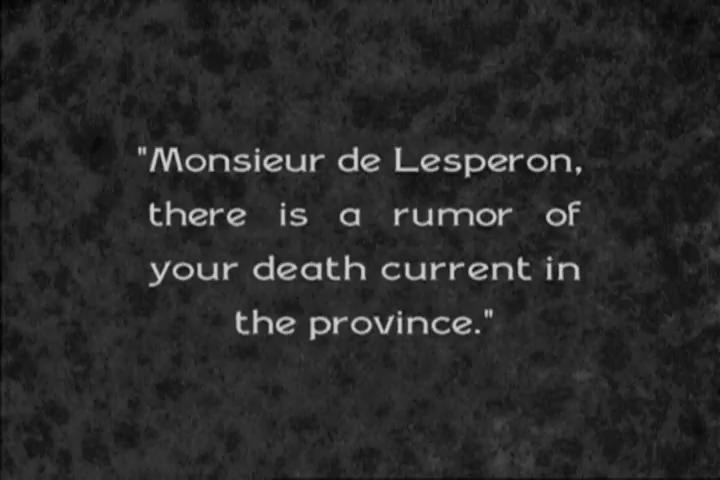 "Monsieur de Lesperon,
there is a rumor of
your death current in
the province."